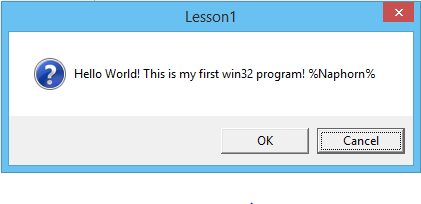 Lesson1
Hello World! This is my first win32 program! %Naphorn%
OK
Cancel